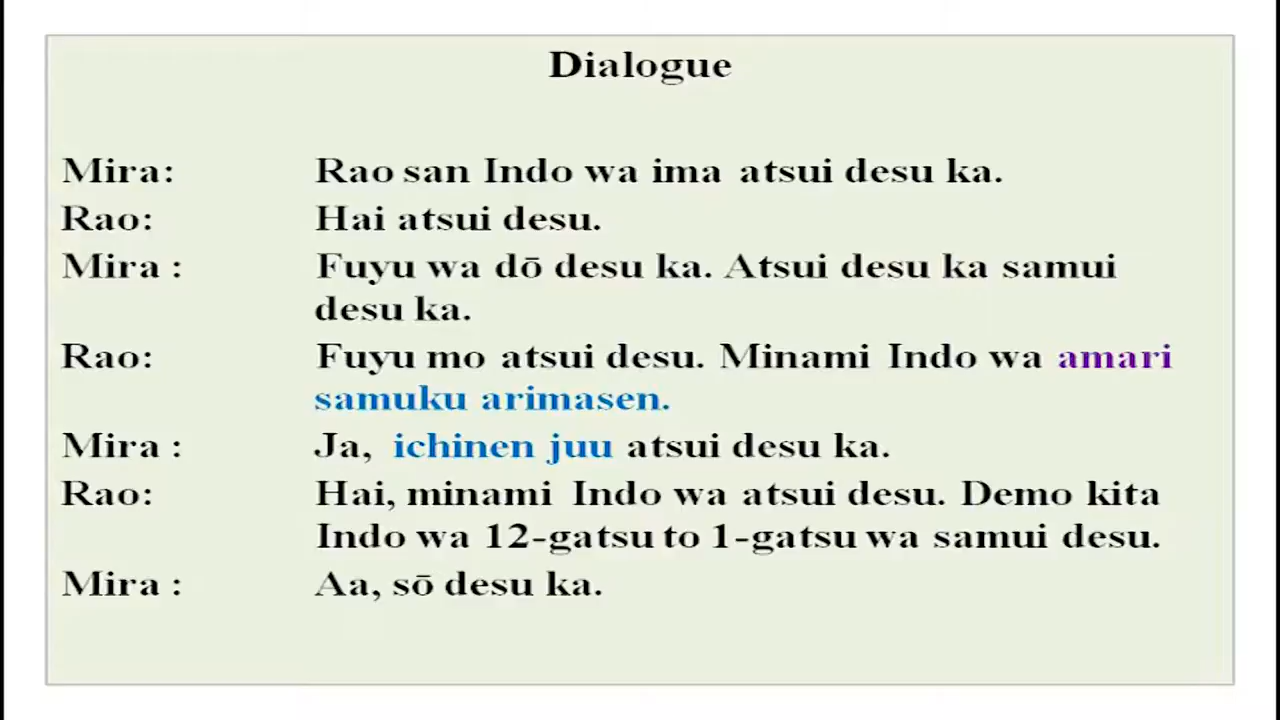 Dialogue
Mira: Rao san Indo wa ima atsui desu ka.
Rao: Hai atsui desu.
Mira : Fuyu wa dō desu ka. Atsui desu ka samui
desu ka.
Rao: Fuyu mo atsui desu. Minami Indo wa amari
samuku arimasen.
Mira : Ja, ichinen juu atsui desu ka.
Rao: Hai, minami Indo wa atsui desu. Demo kita
Indo wa 12-gatsu to 1-gatsu wa samui desu.
Mira : Aa, sō desu ka.